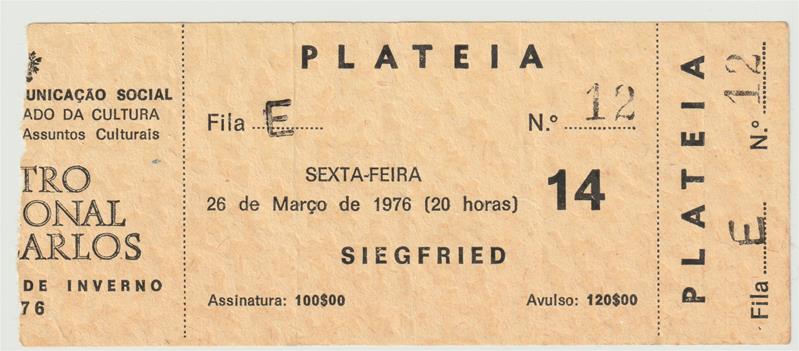 UNICAÇÃO SOCIAL
ADO DA CULTURA
Assuntos Culturais
TRO
ONAL
ARLOS
DE INVERNO
76
PLATEIA
Fila E
N.º 12
SEXTA-FEIRA
26 de Março de 1976 (20 horas)
14
SIEGFRIED
Assinatura: 100$00
Avulso: 120$00
PLATEIA
Fila E N.º 12